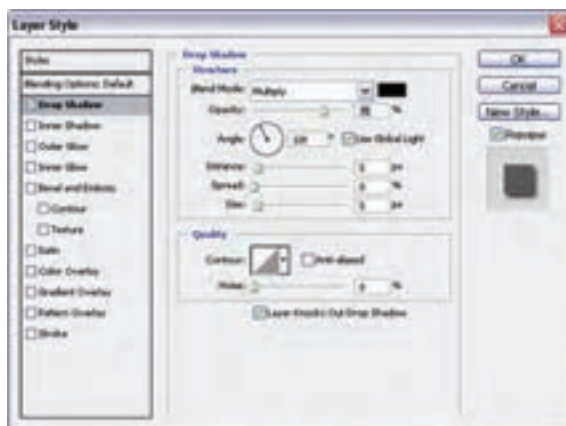 Layer Style
Styles
Blending Options: Default
Drop Shadow
Inner Shadow
Outer Glow
Inner Glow
Bevel and Emboss
Contour
Texture
Satin
Color Overlay
Gradient Overlay
Pattern Overlay
Stroke
Drop Shadow
Structure
Blend Mode: Multiply
Opacity: %
Angle: ° Use Global Light
Distance: px
Spread: %
Size: px
Quality
Contour: Anti-aliased
Noise: %
Layer Knocks Out Drop Shadow
OK
Cancel
New Style...
Preview